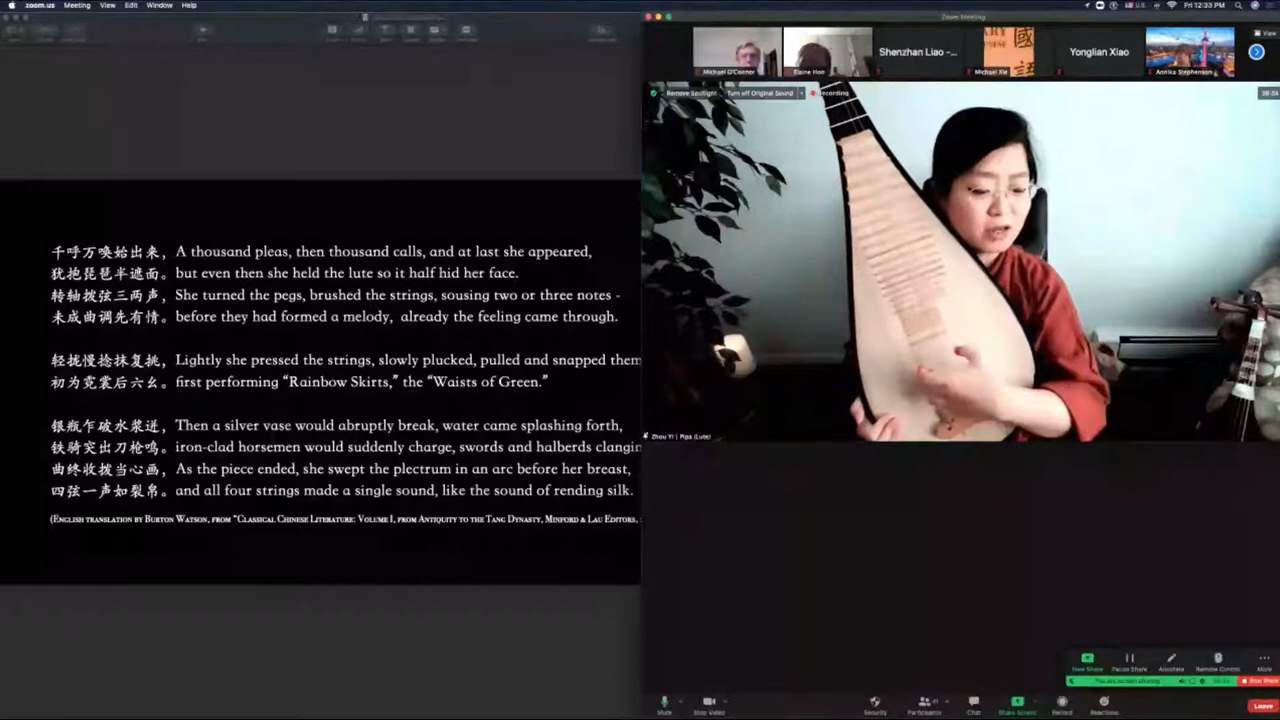 zoom.us Meeting View Edit Window Help
Fri 12:33 PM
Zoom Meeting
View
Shenzhan Liao -...
Yonglian Xiao
Michael O'Connor
Elaine Hoo
Michael Xie
Annika Stephenson
Remove Spotlight Turn off Original Sound Recording
千呼万唤始出来，A thousand pleas, then thousand calls, and at last she appeared,
犹抱琵琶半遮面。but even then she held the lute so it half hid her face.
转轴拨弦三两声，She turned the pegs, brushed the strings, sousing two or three notes -
未成曲调先有情。before they had formed a melody, already the feeling came through.
轻拢慢捻抹复挑，Lightly she pressed the strings, slowly plucked, pulled and snapped them
初为霓裳后六幺。first performing “Rainbow Skirts,” the “Waists of Green.”
银瓶乍破水浆迸，Then a silver vase would abruptly break, water came splashing forth,
铁骑突出刀枪鸣。iron-clad horsemen would suddenly charge, swords and halberds clangin
曲终收拨当心画，As the piece ended, she swept the plectrum in an arc before her breast,
四弦一声如裂帛。and all four strings made a single sound, like the sound of rending silk.
(English translation by Burton Watson, from “Classical Chinese Literature: Volume I, from Antiquity to the Tang Dynasty, Minford & Lau Editors,
Zhou Yi | Pipa (Lute)
New Share Pause Share Annotate Remote Control More
You are screen sharing Stop Share
Mute Stop Video Security Participants Chat Share Screen Record Reactions Leave